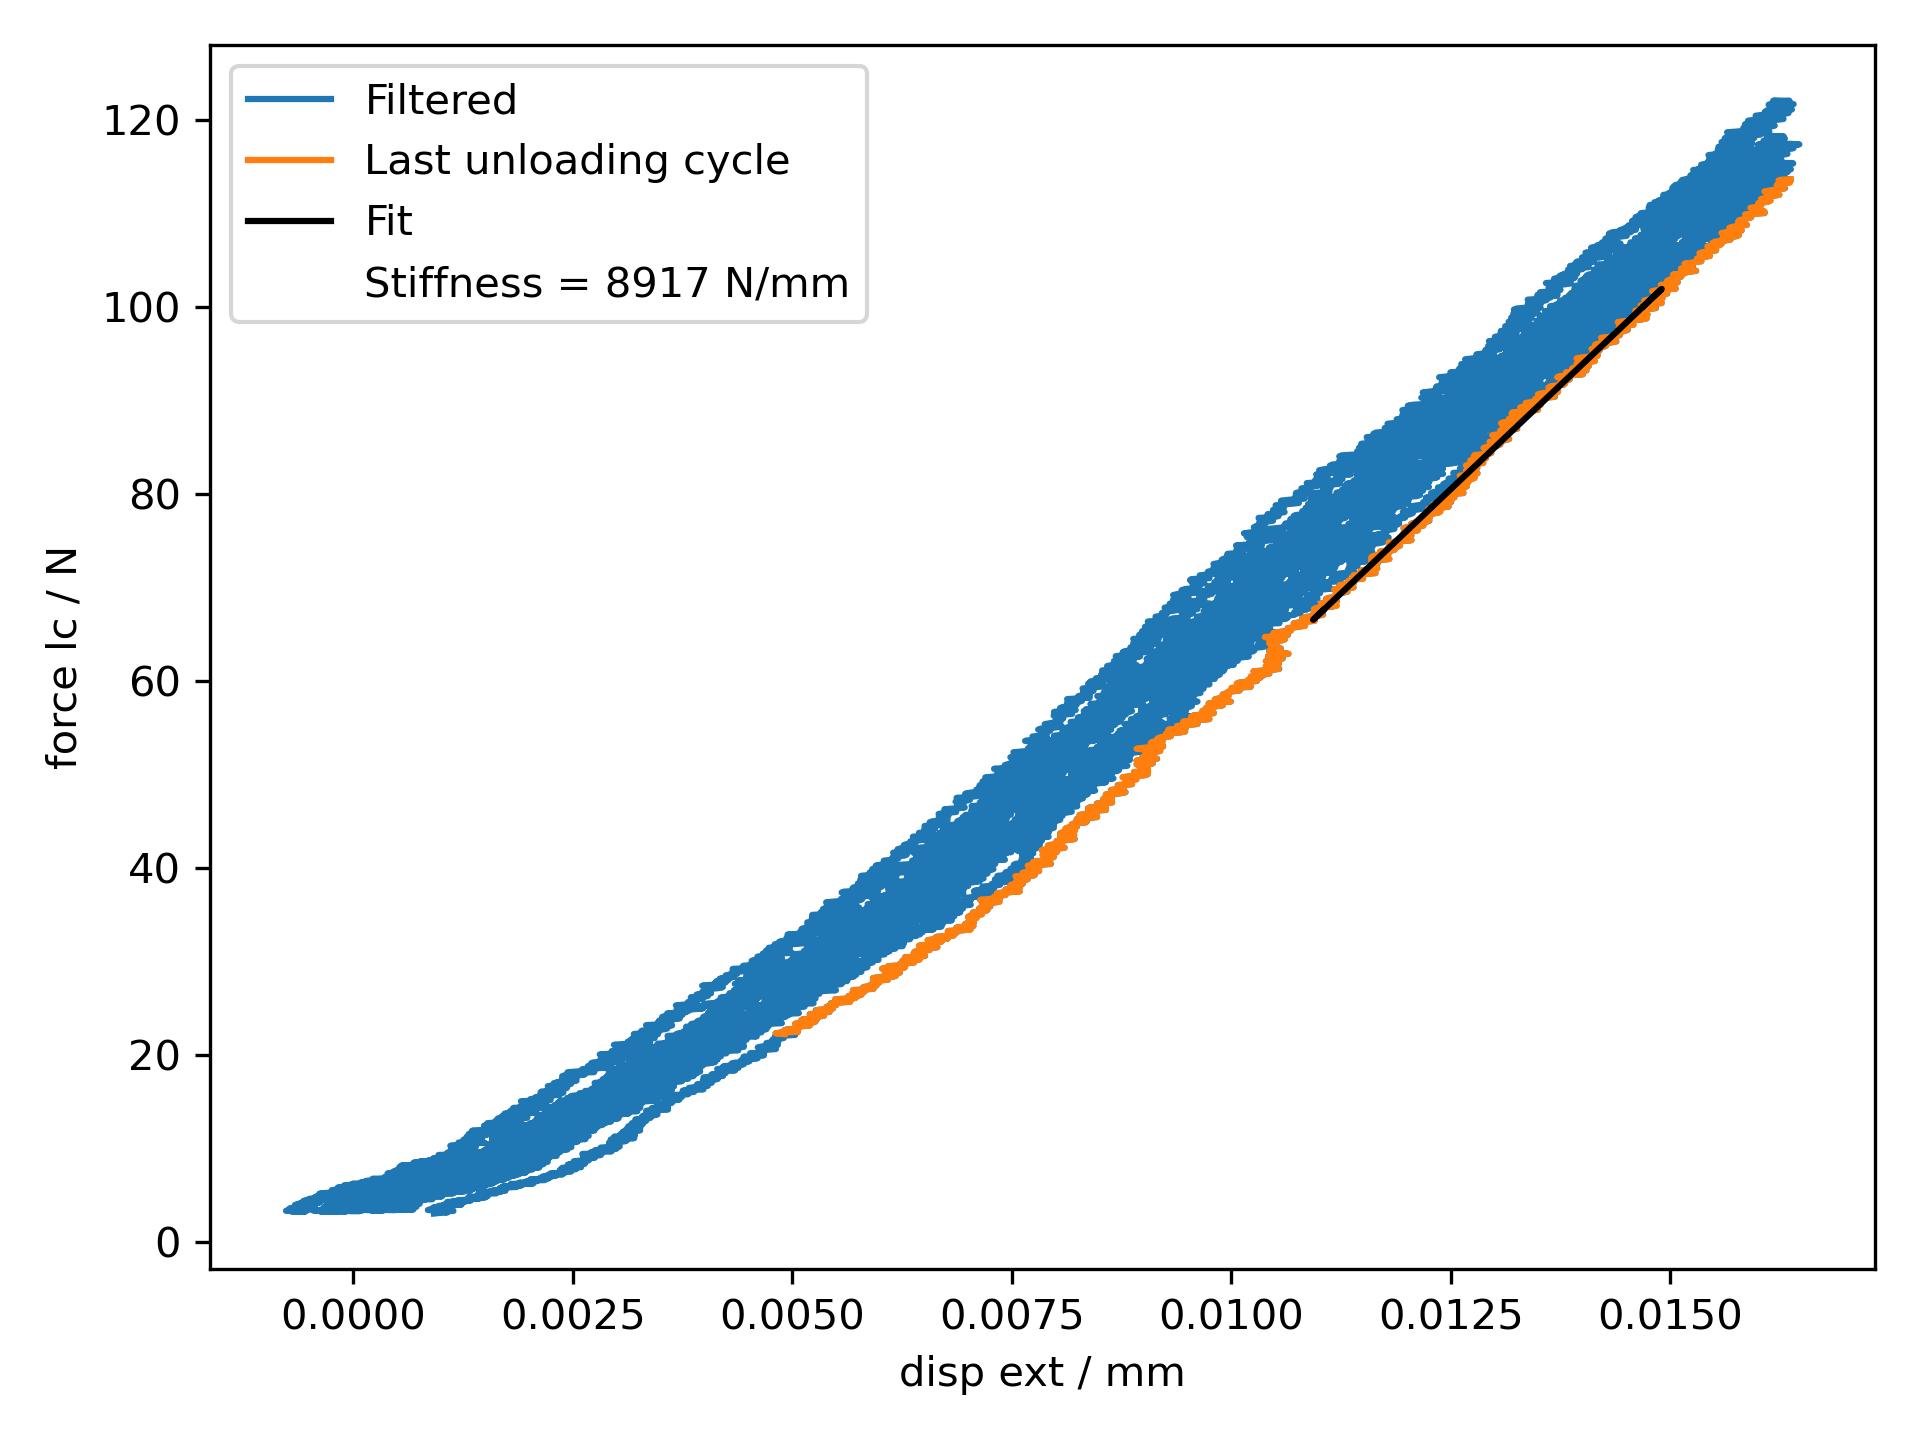 Filtered
Last unloading cycle
Fit
Stiffness = 8917 N/mm
120
100
80
60
40
20
0
force lc / N
0.0000 0.0025 0.0050 0.0075 0.0100 0.0125 0.0150
disp ext / mm